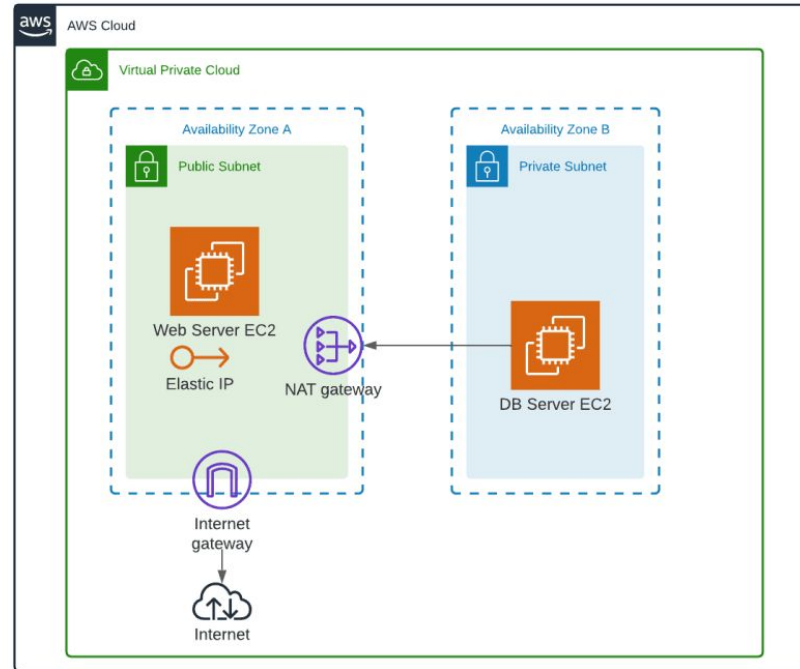 aws
AWS Cloud
Virtual Private Cloud
Availability Zone A
Availability Zone B
Public Subnet
Private Subnet
Web Server EC2
Elastic IP
NAT gateway
DB Server EC2
Internet
gateway
Internet